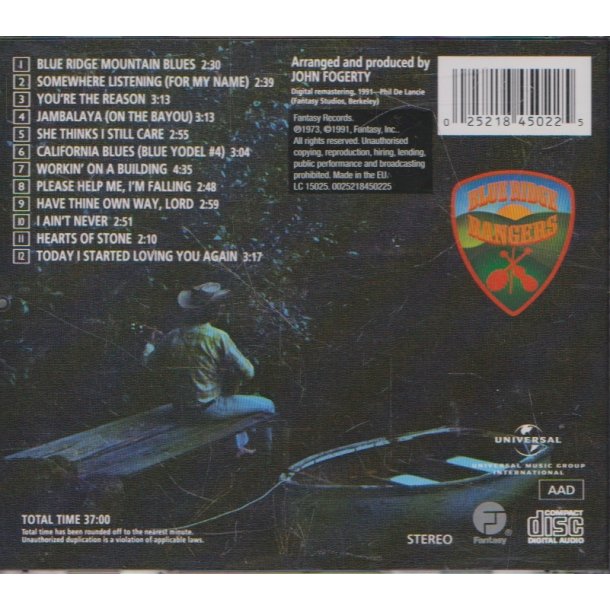 1 BLUE RIDGE MOUNTAIN BLUES 2:30
2 SOMEWHERE LISTENING (FOR MY NAME) 2:39
3 YOU'RE THE REASON 3:13
4 JAMBALAYA (ON THE BAYOU) 3:13
5 SHE THINKS I STILL CARE 2:55
6 CALIFORNIA BLUES (BLUE YODEL #4) 3:04
7 WORKIN' ON A BUILDING 4:35
8 PLEASE HELP ME, I'M FALLING 2:48
9 HAVE THINE OWN WAY, LORD 2:59
10 I AIN'T NEVER 2:51
11 HEARTS OF STONE 2:10
12 TODAY I STARTED LOVING YOU AGAIN 3:17
Arranged and produced by
JOHN FOGERTY
Digital remastering, 1991—Phil De Lancie
(Fantasy Studios, Berkeley)
Fantasy Records.
℗1973, ©1991, Fantasy, Inc.
All rights reserved. Unauthorised
copying, reproduction, hiring, lending,
public performance and broadcasting
prohibited. Made in the EU.
LC 15025. 0025218450225
0 25218 45022 5
BLUE RIDGE
RANGERS
UNIVERSAL
UNIVERSAL MUSIC GROUP
INTERNATIONAL
AAD
TOTAL TIME 37:00
Total time has been rounded off to the nearest minute.
Unauthorized duplication is a violation of applicable laws.
STEREO
Fantasy
COMPACT
disc
DIGITAL AUDIO